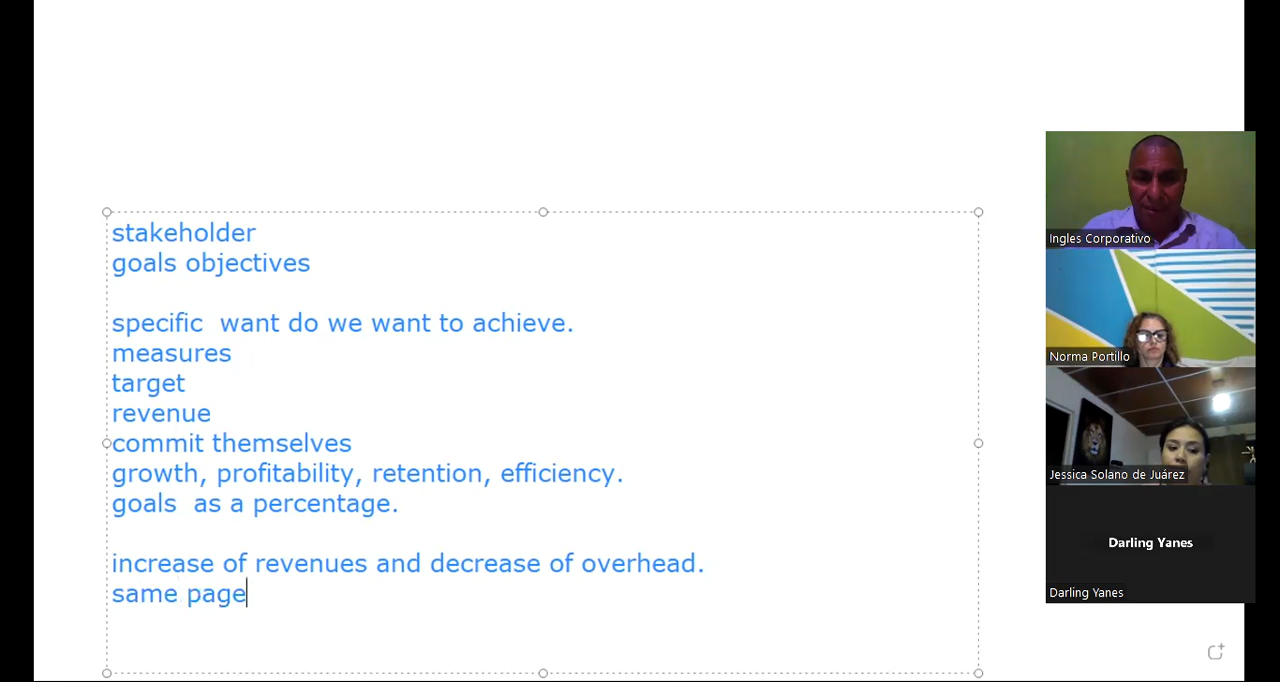 stakeholder
goals objectives
specific  want do we want to achieve.
measures
target
revenue
commit themselves
growth, profitability, retention, efficiency.
goals  as a percentage.
increase of revenues and decrease of overhead.
same page
Ingles Corporativo
Norma Portillo
Jessica Solano de Juárez
Darling Yanes
Darling Yanes